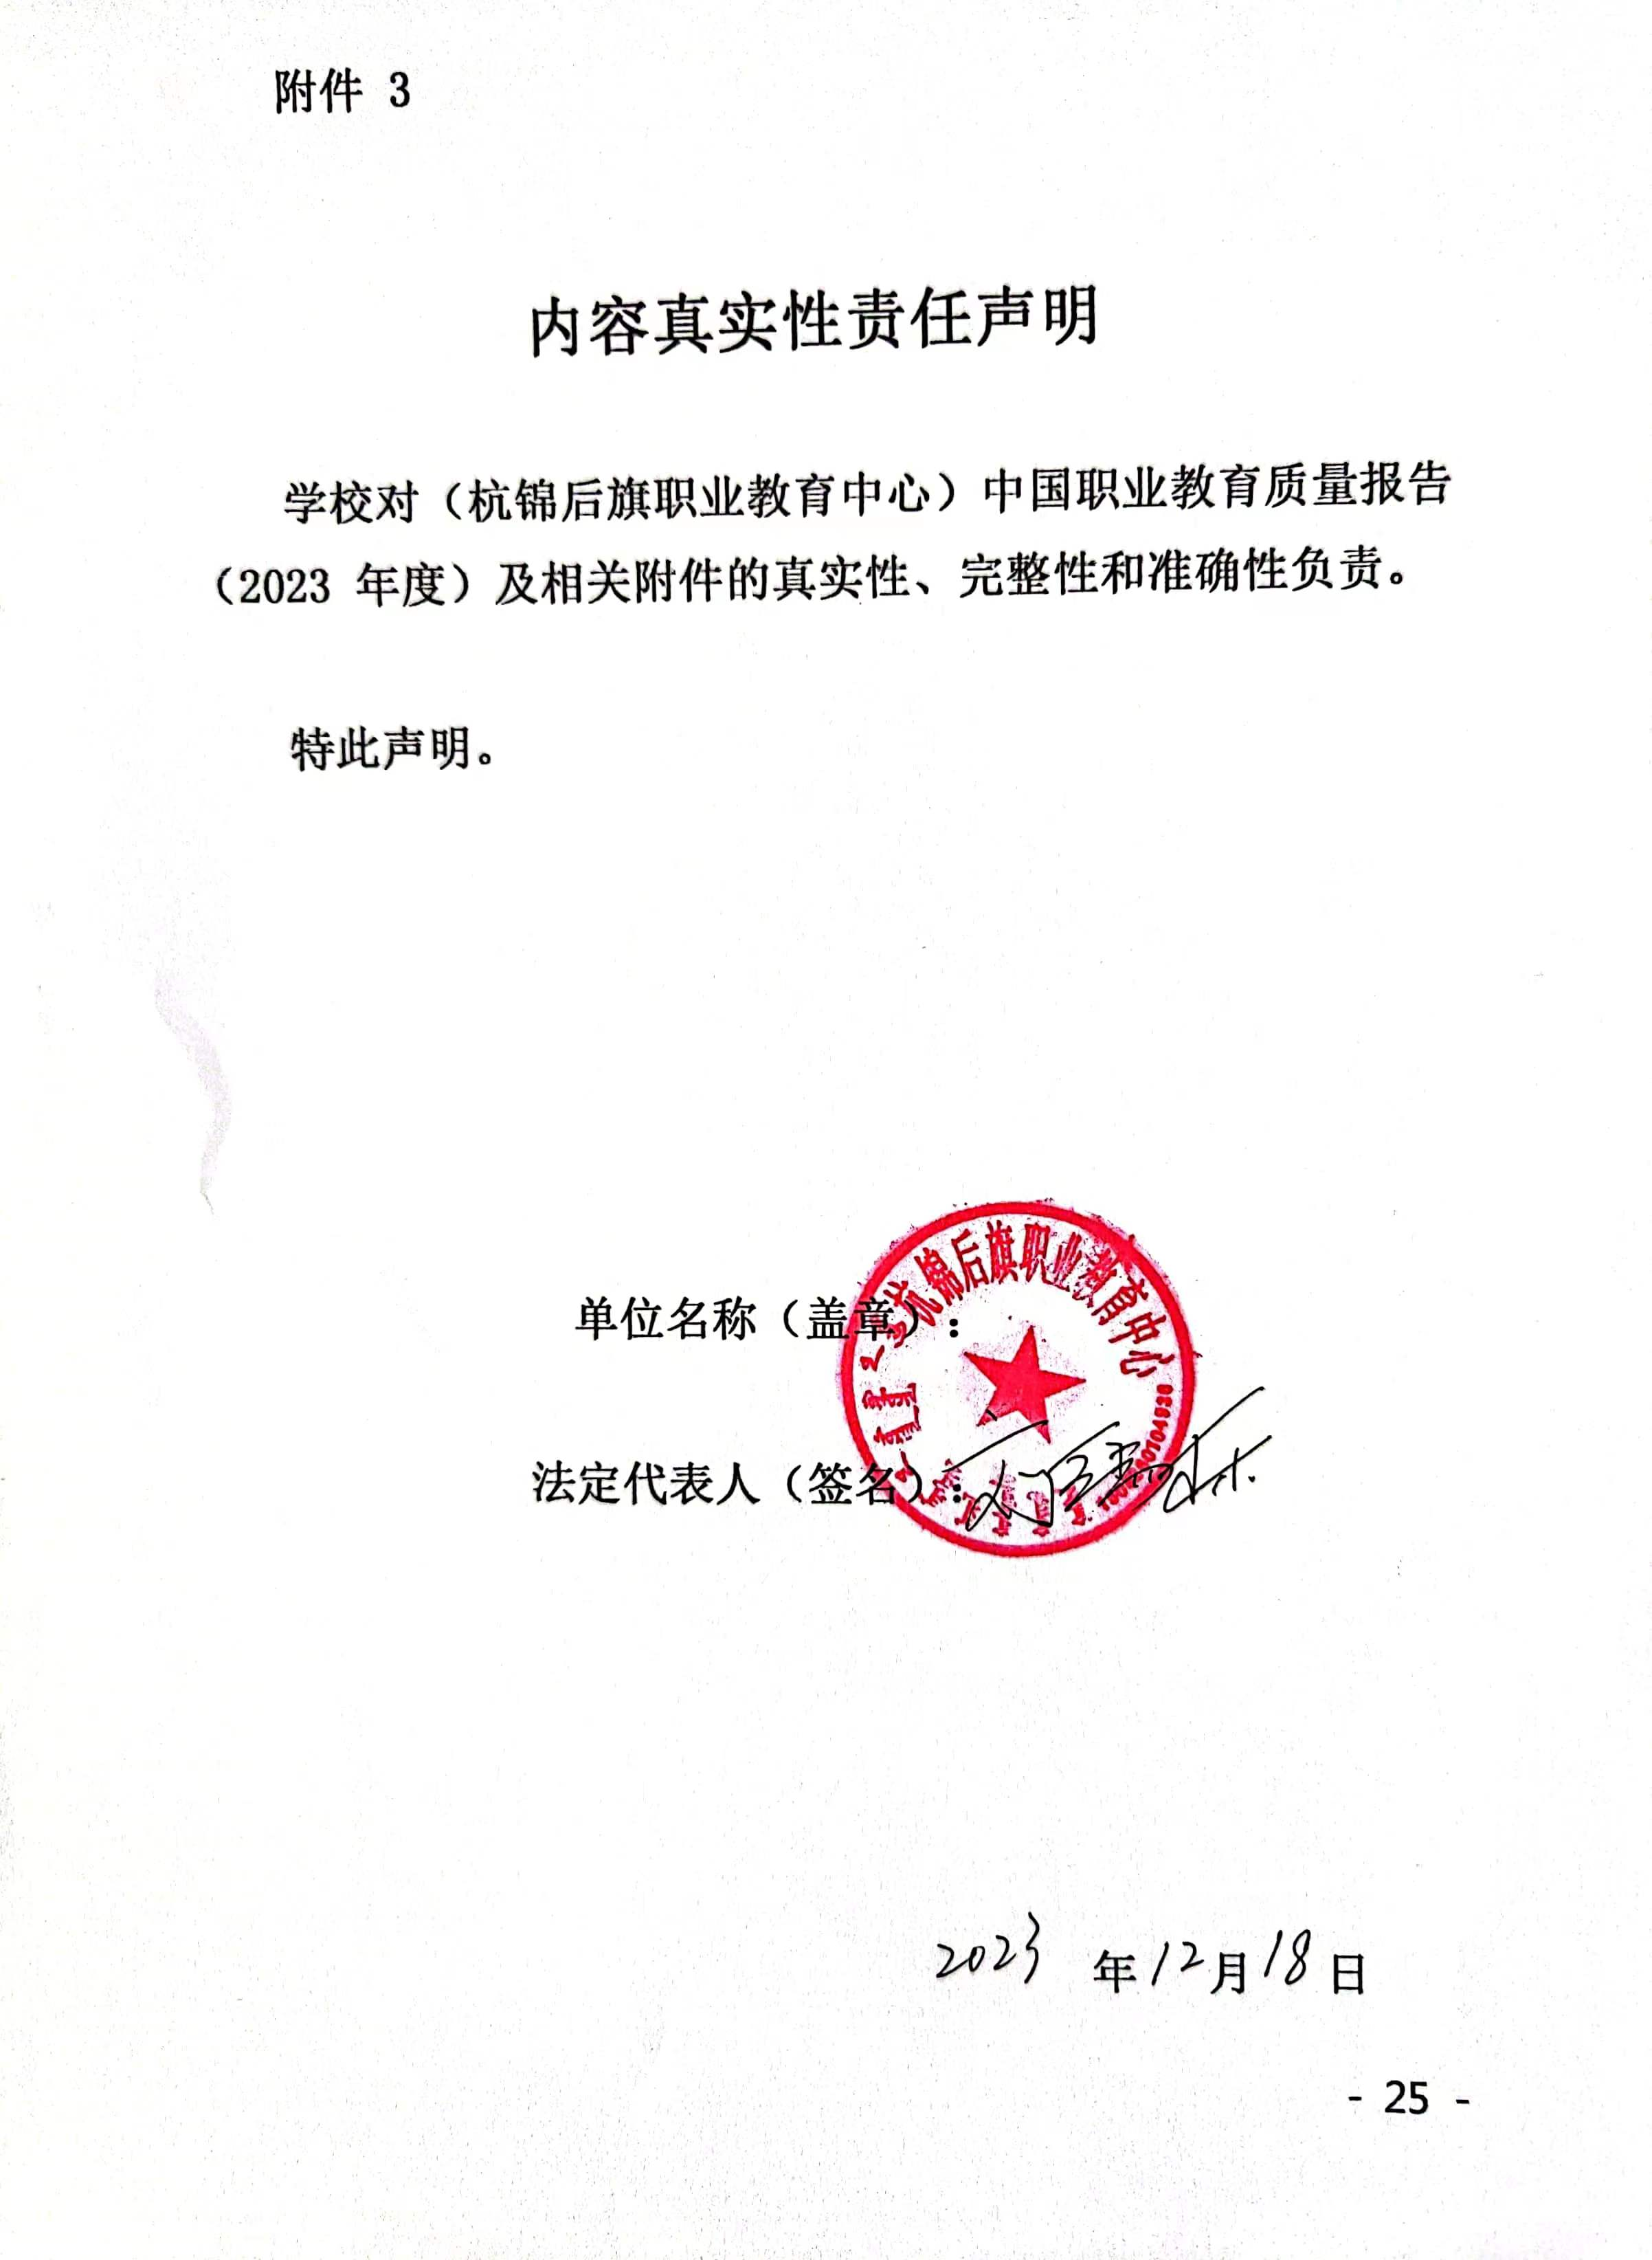 附件 3
内容真实性责任声明
学校对（杭锦后旗职业教育中心）中国职业教育质量报告
（2023 年度）及相关附件的真实性、完整性和准确性负责。
特此声明。
杭锦后旗职业教育中心
单位名称（盖章）：
法定代表人（签名）：
2023 年 12 月 18 日
- 25 -